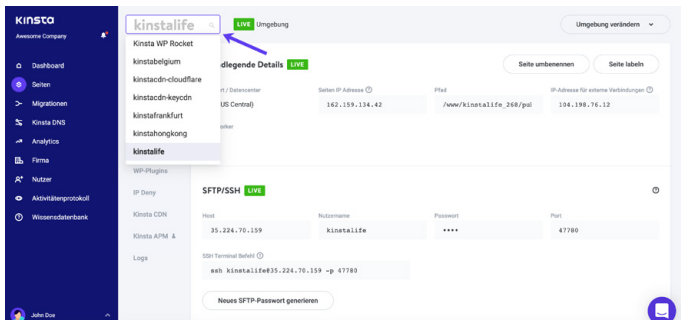 KINSTA
Awesome Company
Dashboard
Seiten
Migrationen
Kinsta DNS
Analytics
Firma
Nutzer
Aktivitätenprotokoll
Wissensdatenbank
John Doe
kinstalife
Kinsta WP Rocket
kinstabelgium
kinstacdn-cloudflare
kinstacdn-keycdn
kinstafrankfurt
kinstahongkong
kinstalife
WP-Plugins
IP Deny
Kinsta CDN
Kinsta APM
Logs
LIVE Umgebung
Umgebung verändern
Details LIVE
Seite umbenennen
Seite labeln
/ Datencenter
Seiten IP Adresse
Pfad
IP-Adresse für externe Verbindungen
US Central)
162.159.134.42
/www/kinstalife_268/pu
104.198.76.12
SFTP/SSH LIVE
Host
Nutzername
Passwort
Port
35.224.70.159
kinstalife
••••
47780
SSH Terminal Befehl
ssh kinstalife@35.224.70.159 -p 47780
Neues SFTP-Passwort generieren